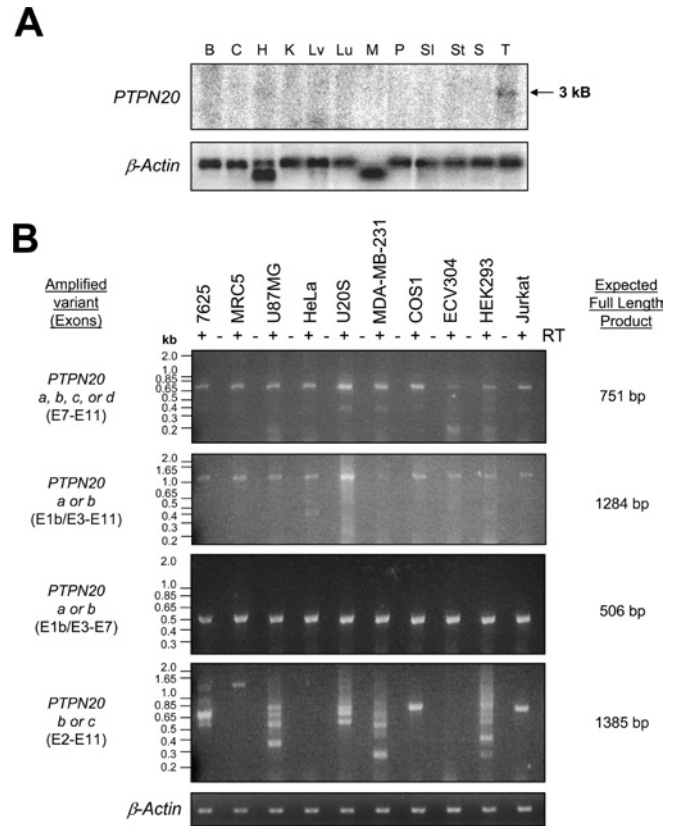 A
B C H K Lv Lu M P Sl St S T
PTPN20
3 kB
β-Actin
B
Amplified
variant
(Exons)
7625 MRC5 U87MG HeLa U20S MDA-MB-231 COS1 ECV304 HEK293 Jurkat
Expected
Full Length
Product
kb + - + - + - + - + - + - + - + - + - + - RT
PTPN20
a, b, c, or d
(E7-E11)
2.0
1.0
0.85
0.65
0.5
0.4
0.3
0.2
751 bp
PTPN20
a or b
(E1b/E3-E11)
2.0
1.65
1.0
0.65
0.5
0.4
0.3
0.2
1284 bp
PTPN20
a or b
(E1b/E3-E7)
2.0
1.0
0.85
0.65
0.5
0.4
0.3
506 bp
PTPN20
b or c
(E2-E11)
2.0
1.65
1.0
0.85
0.65
0.5
0.4
0.3
0.2
1385 bp
β-Actin